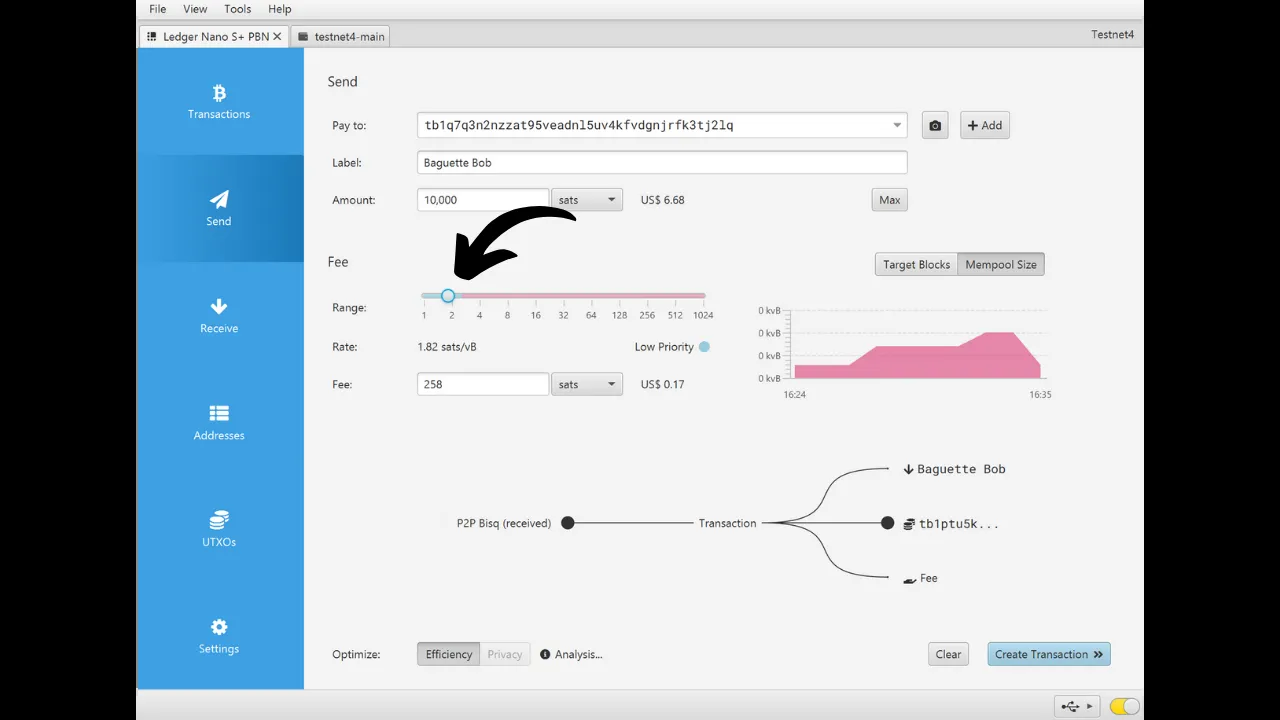 File View Tools Help
Ledger Nano S+ PBN testnet4-main Testnet4
Transactions
Send
Receive
Addresses
UTXOs
Settings
Send
Pay to: tb1q7q3n2nzzat95veadnl5uv4kfvdgnjrfk3tj2lq Add
Label: Baguette Bob
Amount: 10,000 sats US$ 6.68 Max
Fee Target Blocks Mempool Size
Range:
1 2 4 8 16 32 64 128 256 512 1024
Rate: 1.82 sats/vB Low Priority
Fee: 258 sats US$ 0.17
0 kvB
0 kvB
0 kvB
0 kvB
16:24 16:35
Baguette Bob
P2P Bisq (received) Transaction tb1ptu5k...
Fee
Optimize: Efficiency Privacy Analysis... Clear Create Transaction